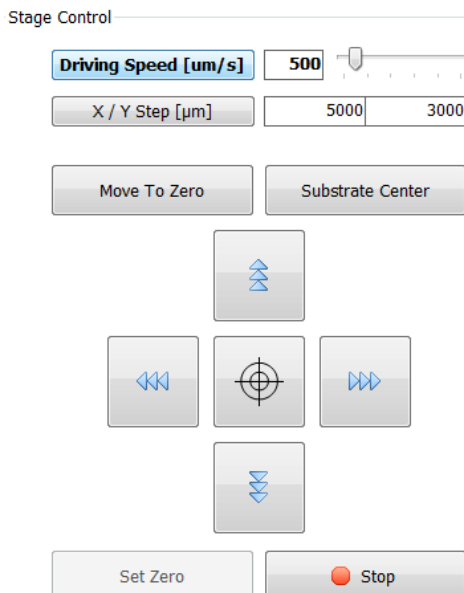 Stage Control
Driving Speed [um/s] 500
X / Y Step [µm] 5000 3000
Move To Zero Substrate Center
Set Zero Stop